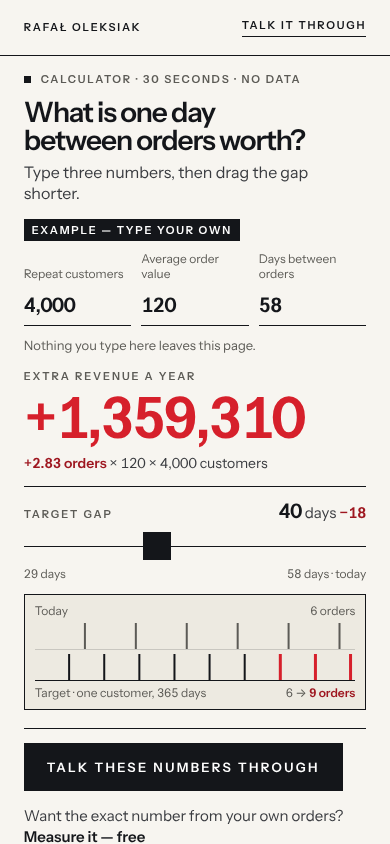 RAFAŁ OLEKSIAK
TALK IT THROUGH
CALCULATOR · 30 SECONDS · NO DATA
What is one day
between orders worth?
Type three numbers, then drag the gap
shorter.
EXAMPLE — TYPE YOUR OWN
Repeat customers
Average order
value
Days between
orders
4,000
120
58
Nothing you type here leaves this page.
EXTRA REVENUE A YEAR
+1,359,310
+2.83 orders × 120 × 4,000 customers
TARGET GAP
40 days −18
29 days
58 days · today
Today
6 orders
Target · one customer, 365 days
6 → 9 orders
TALK THESE NUMBERS THROUGH
Want the exact number from your own orders?
Measure it — free